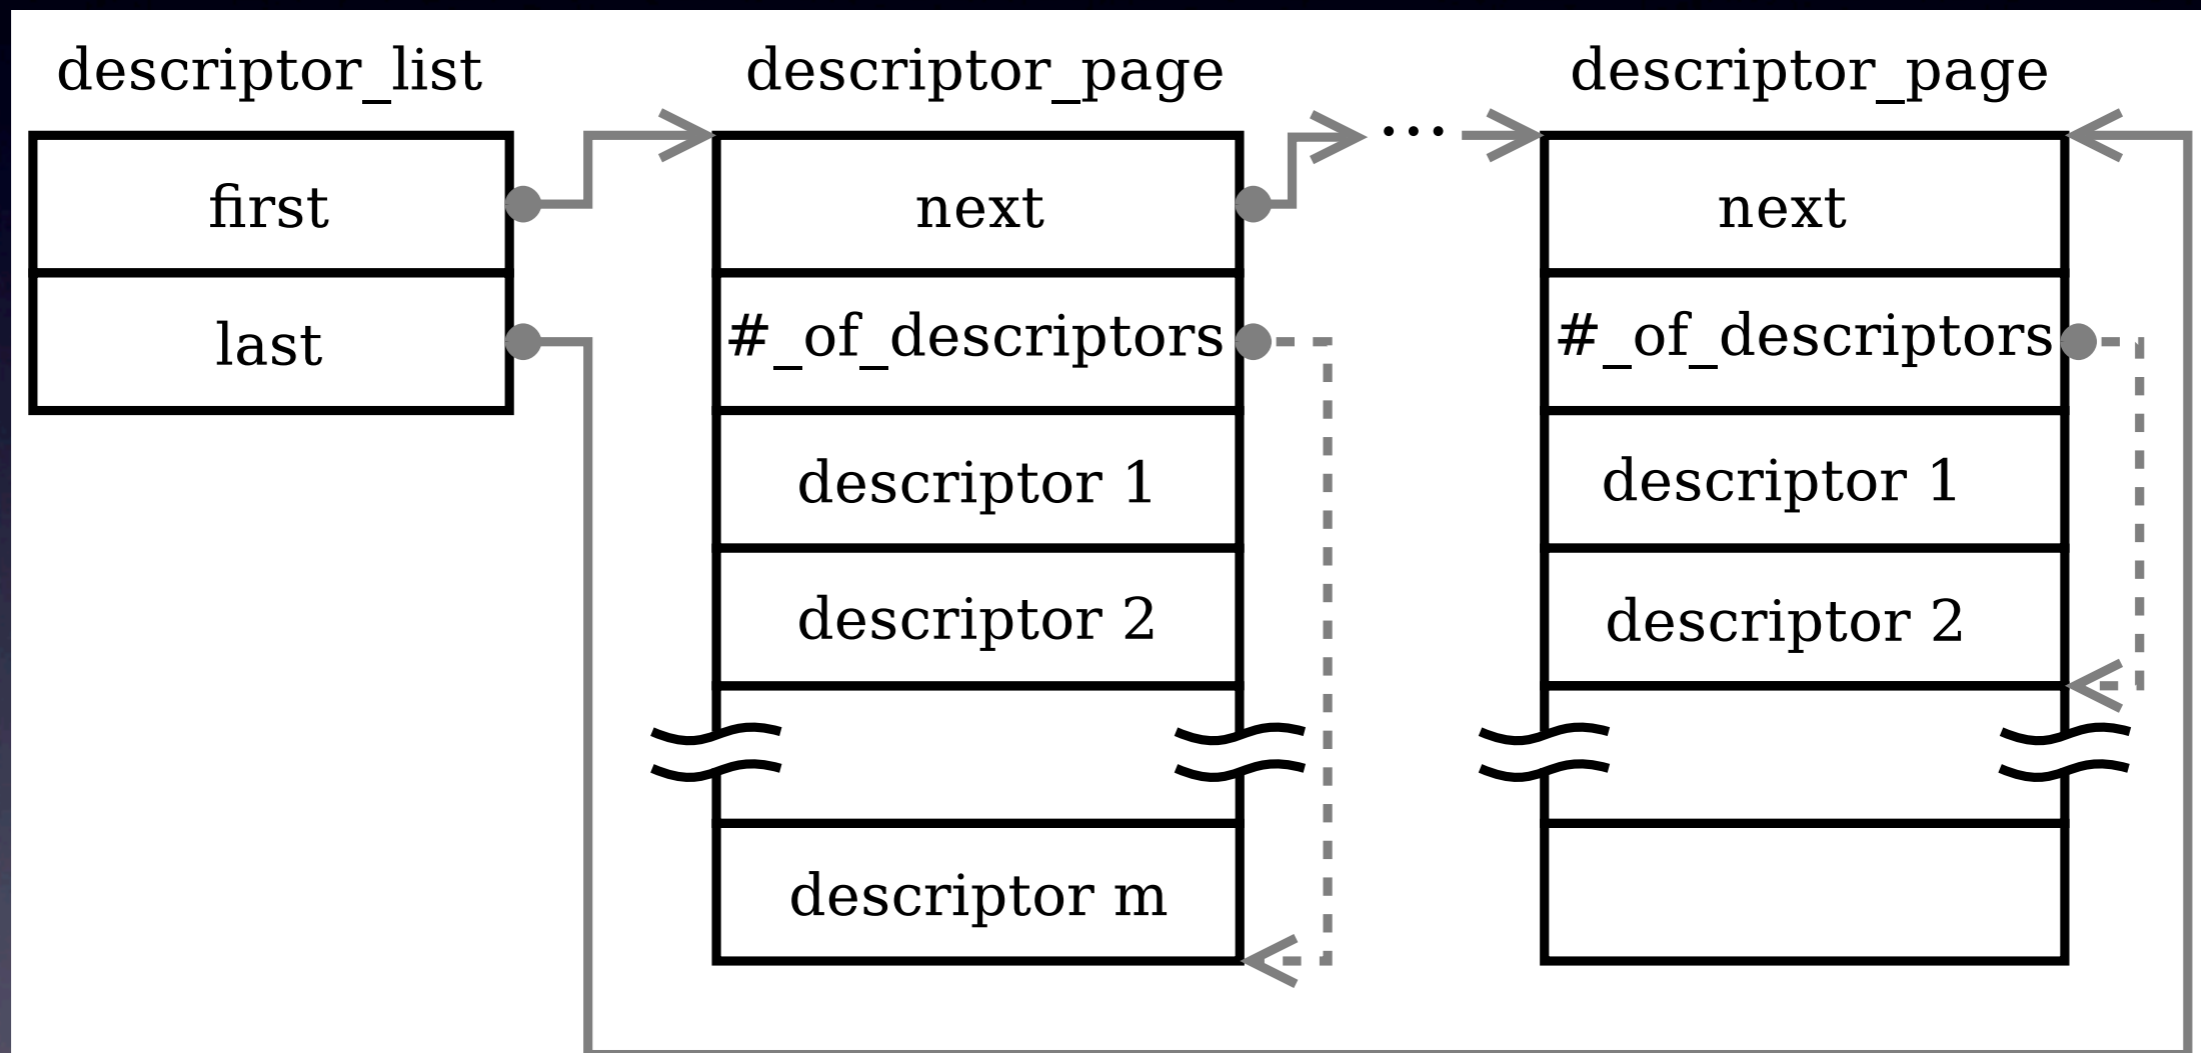 descriptor_list
first
last
descriptor_page
next
#_of_descriptors
descriptor 1
descriptor 2
descriptor m
...
descriptor_page
next
#_of_descriptors
descriptor 1
descriptor 2